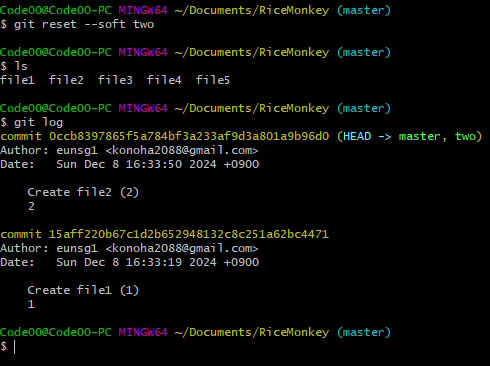 Code00@Code00-PC MINGW64 ~/Documents/RiceMonkey (master)
$ git reset --soft two
Code00@Code00-PC MINGW64 ~/Documents/RiceMonkey (master)
$ ls
file1  file2  file3  file4  file5
Code00@Code00-PC MINGW64 ~/Documents/RiceMonkey (master)
$ git log
commit 0ccb8397865f5a784bf3a233af9d3a801a9b96d0 (HEAD -> master, two)
Author: eunsg1 <konoha2088@gmail.com>
Date:   Sun Dec 8 16:33:50 2024 +0900
Create file2 (2)
2
commit 15aff220b67c1d2b652948132c8c251a62bc4471
Author: eunsg1 <konoha2088@gmail.com>
Date:   Sun Dec 8 16:33:19 2024 +0900
Create file1 (1)
1
Code00@Code00-PC MINGW64 ~/Documents/RiceMonkey (master)
$